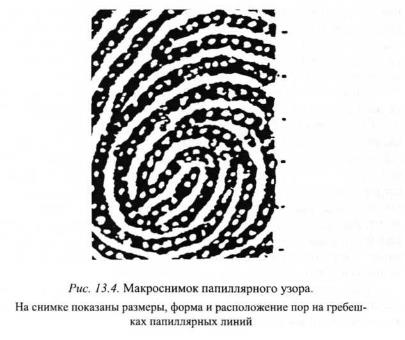 Рис. 13.4. Макроснимок папиллярного узора.
На снимке показаны размеры, форма и расположение пор на гребеш-
ках папиллярных линий